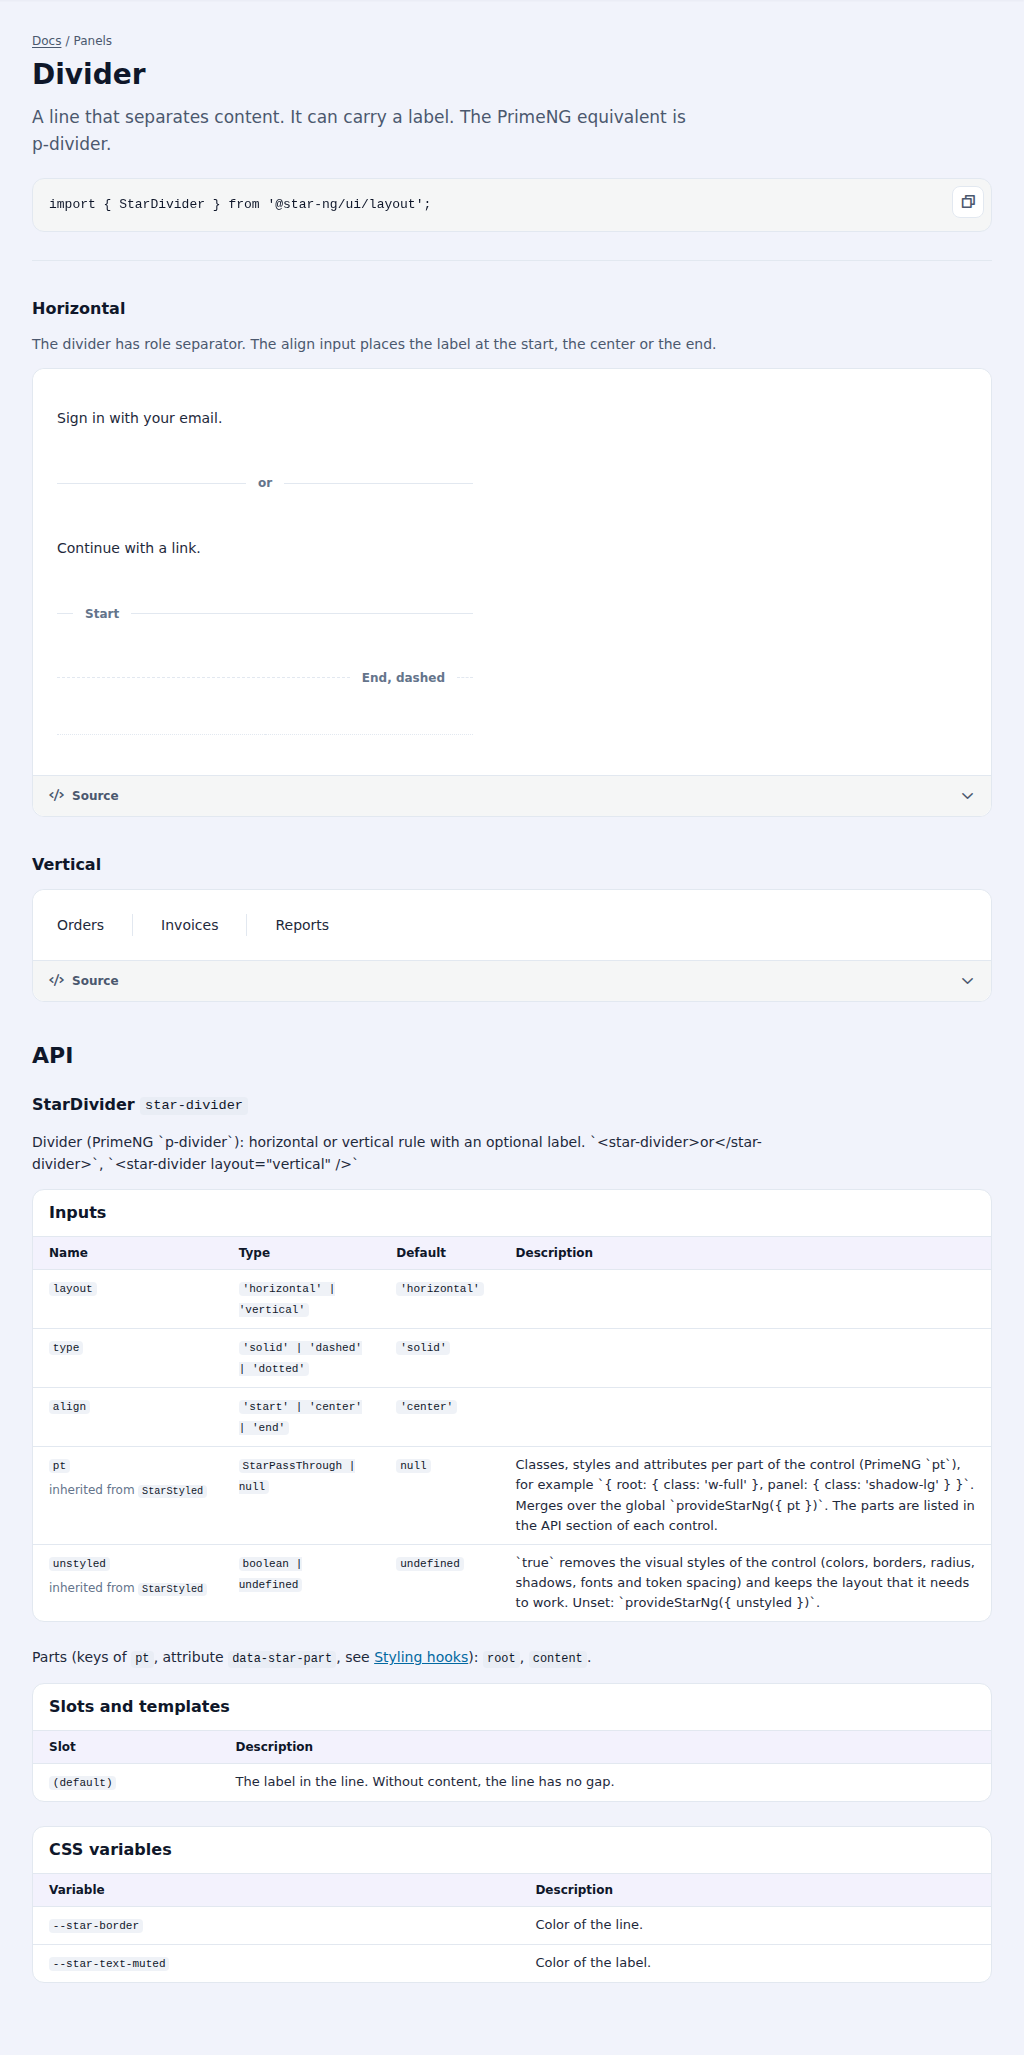 Docs / Panels
Divider
A line that separates content. It can carry a label. The PrimeNG equivalent is
p-divider.
import { StarDivider } from '@star-ng/ui/layout';
Horizontal
The divider has role separator. The align input places the label at the start, the center or the end.
Sign in with your email.
or
Continue with a link.
Start
End, dashed
Source
Vertical
Orders Invoices Reports
Source
API
StarDivider star-divider
Divider (PrimeNG `p-divider`): horizontal or vertical rule with an optional label. `<star-divider>or</star-
divider>`, `<star-divider layout="vertical" />`
Inputs
Name Type Default Description
layout 'horizontal' | 'horizontal'
'vertical'
type 'solid' | 'dashed' 'solid'
| 'dotted'
align 'start' | 'center' 'center'
| 'end'
pt StarPassThrough | null Classes, styles and attributes per part of the control (PrimeNG `pt`),
inherited from StarStyled null for example `{ root: { class: 'w-full' }, panel: { class: 'shadow-lg' } }`.
Merges over the global `provideStarNg({ pt })`. The parts are listed in
the API section of each control.
unstyled boolean | undefined `true` removes the visual styles of the control (colors, borders, radius,
inherited from StarStyled undefined shadows, fonts and token spacing) and keeps the layout that it needs
to work. Unset: `provideStarNg({ unstyled })`.
Parts (keys of pt, attribute data-star-part, see Styling hooks): root, content.
Slots and templates
Slot Description
(default) The label in the line. Without content, the line has no gap.
CSS variables
Variable Description
--star-border Color of the line.
--star-text-muted Color of the label.